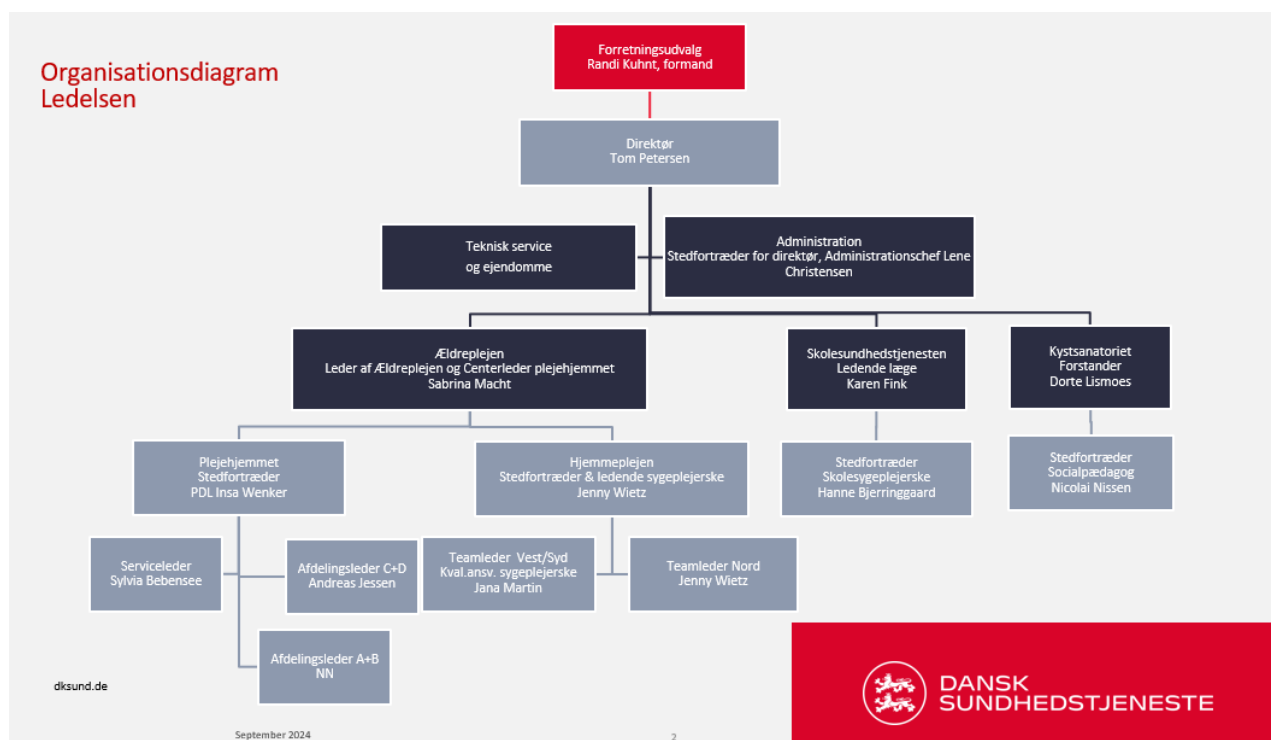 Organisationsdiagram
Ledelsen
Forretningsudvalg
Randi Kuhnt, formand
Direktør
Tom Petersen
Teknisk service
og ejendomme
Administration
Stedfortræder for direktør, Administrationschef Lene
Christensen
Ældreplejen
Leder af Ældreplejen og Centerleder plejehjemmet
Sabrina Macht
Skolesundhedstjenesten
Ledende læge
Karen Fink
Kystsanatoriet
Forstander
Dorte Lismoes
Plejehjemmet
Stedfortræder
PDL Insa Wenker
Hjemmeplejen
Stedfortræder & ledende sygeplejerske
Jenny Wietz
Stedfortræder
Skolesygeplejerske
Hanne Bjerringgaard
Stedfortræder
Socialpædagog
Nicolai Nissen
Serviceleder
Sylvia Bebensee
Afdelingsleder C+D
Andreas Jessen
Teamleder Vest/Syd
Kval.ansv. sygeplejerske
Jana Martin
Teamleder Nord
Jenny Wietz
Afdelingsleder A+B
NN
dksund.de
DANSK
SUNDHEDSTJENESTE
September 2024
2